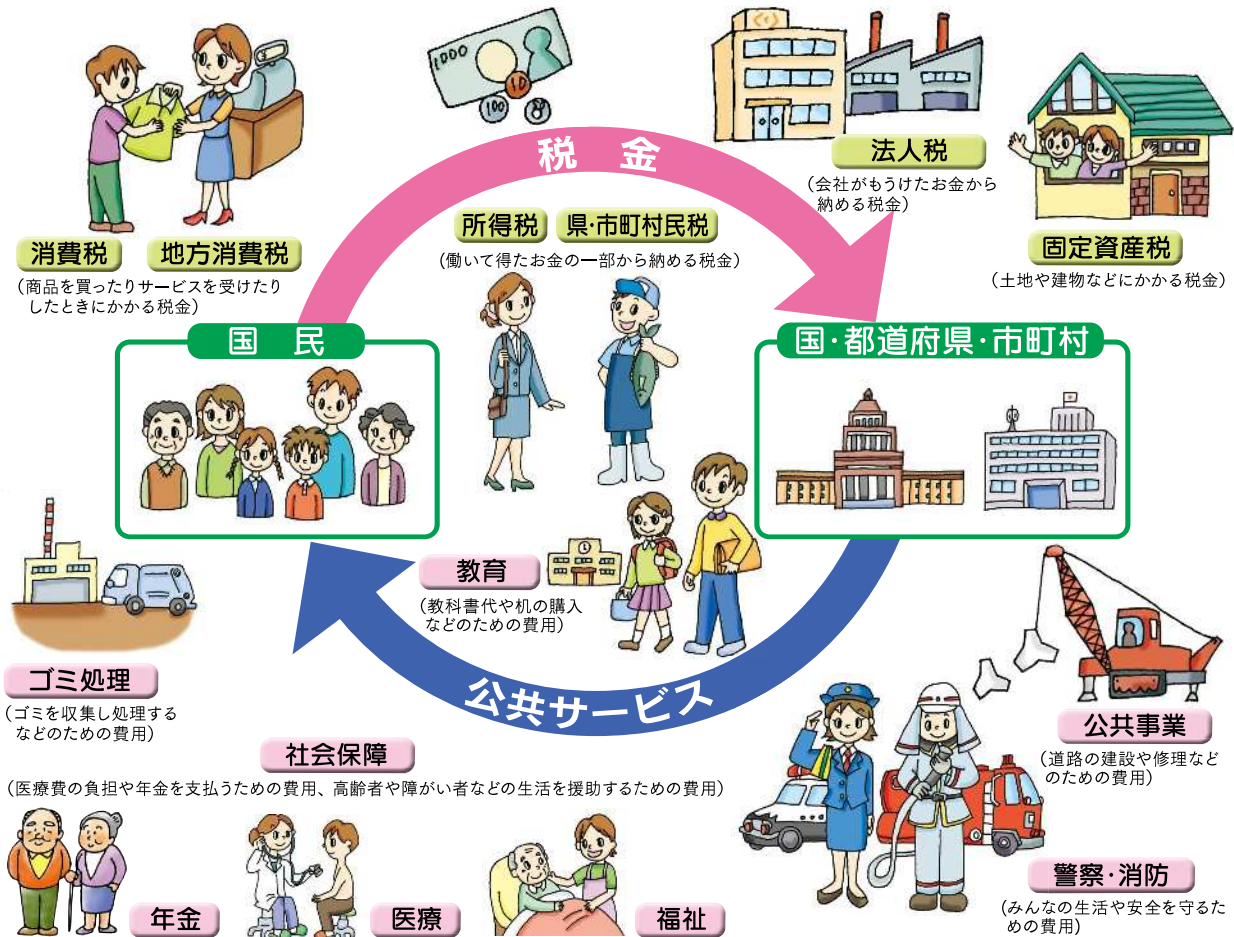 1000
10
100
税 金
法人税
(会社がもうけたお金から
納める税金)
所得税 県・市町村民税
(働いて得たお金の一部から納める税金)
消費税 地方消費税
(商品を買ったりサービスを受けたり
したときにかかる税金)
固定資産税
(土地や建物などにかかる税金)
国 民
国・都道府県・市町村
教育
(教科書代や机の購入
などのための費用)
ゴミ処理
(ゴミを収集し処理する
などのための費用)
公共サービス
公共事業
(道路の建設や修理など
のための費用)
社会保障
(医療費の負担や年金を支払うための費用、高齢者や障がい者などの生活を援助するための費用)
年金
医療
福祉
警察・消防
(みんなの生活や安全を守るた
めの費用)